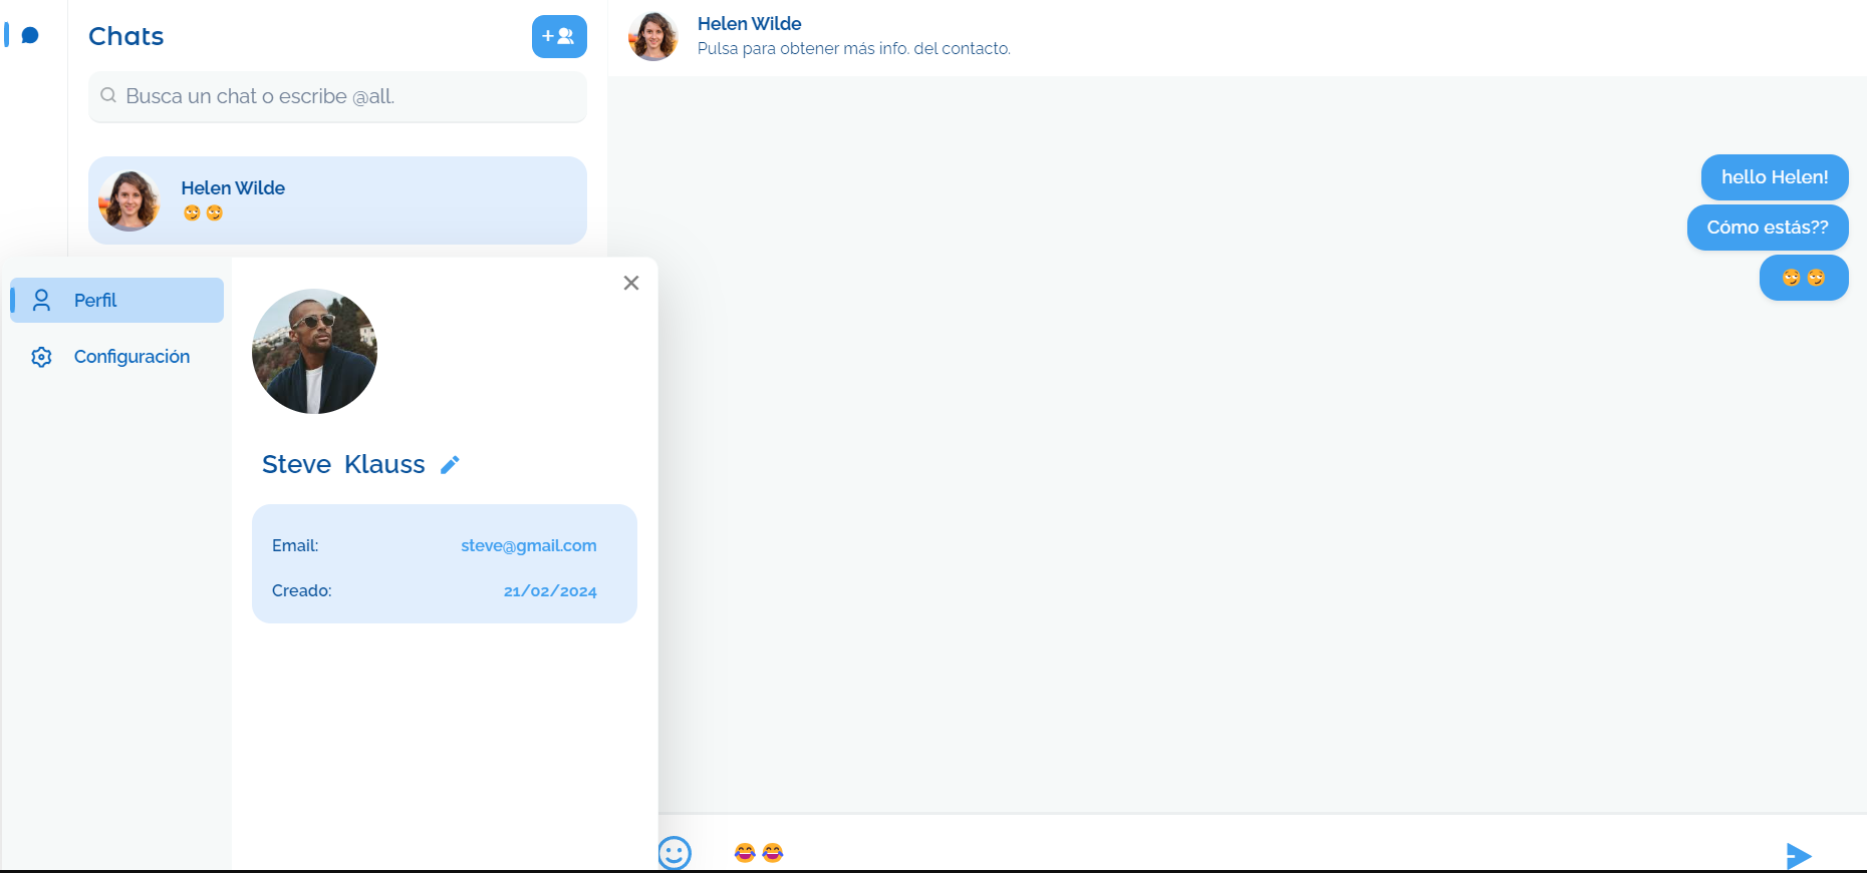 Chats
Busca un chat o escribe @all.
Helen Wilde
🙄🙄
Perfil
Configuración
Steve Klauss
Email: steve@gmail.com
Creado: 21/02/2024
Helen Wilde
Pulsa para obtener más info. del contacto.
hello Helen!
Cómo estás??
🙄🙄
😂😂